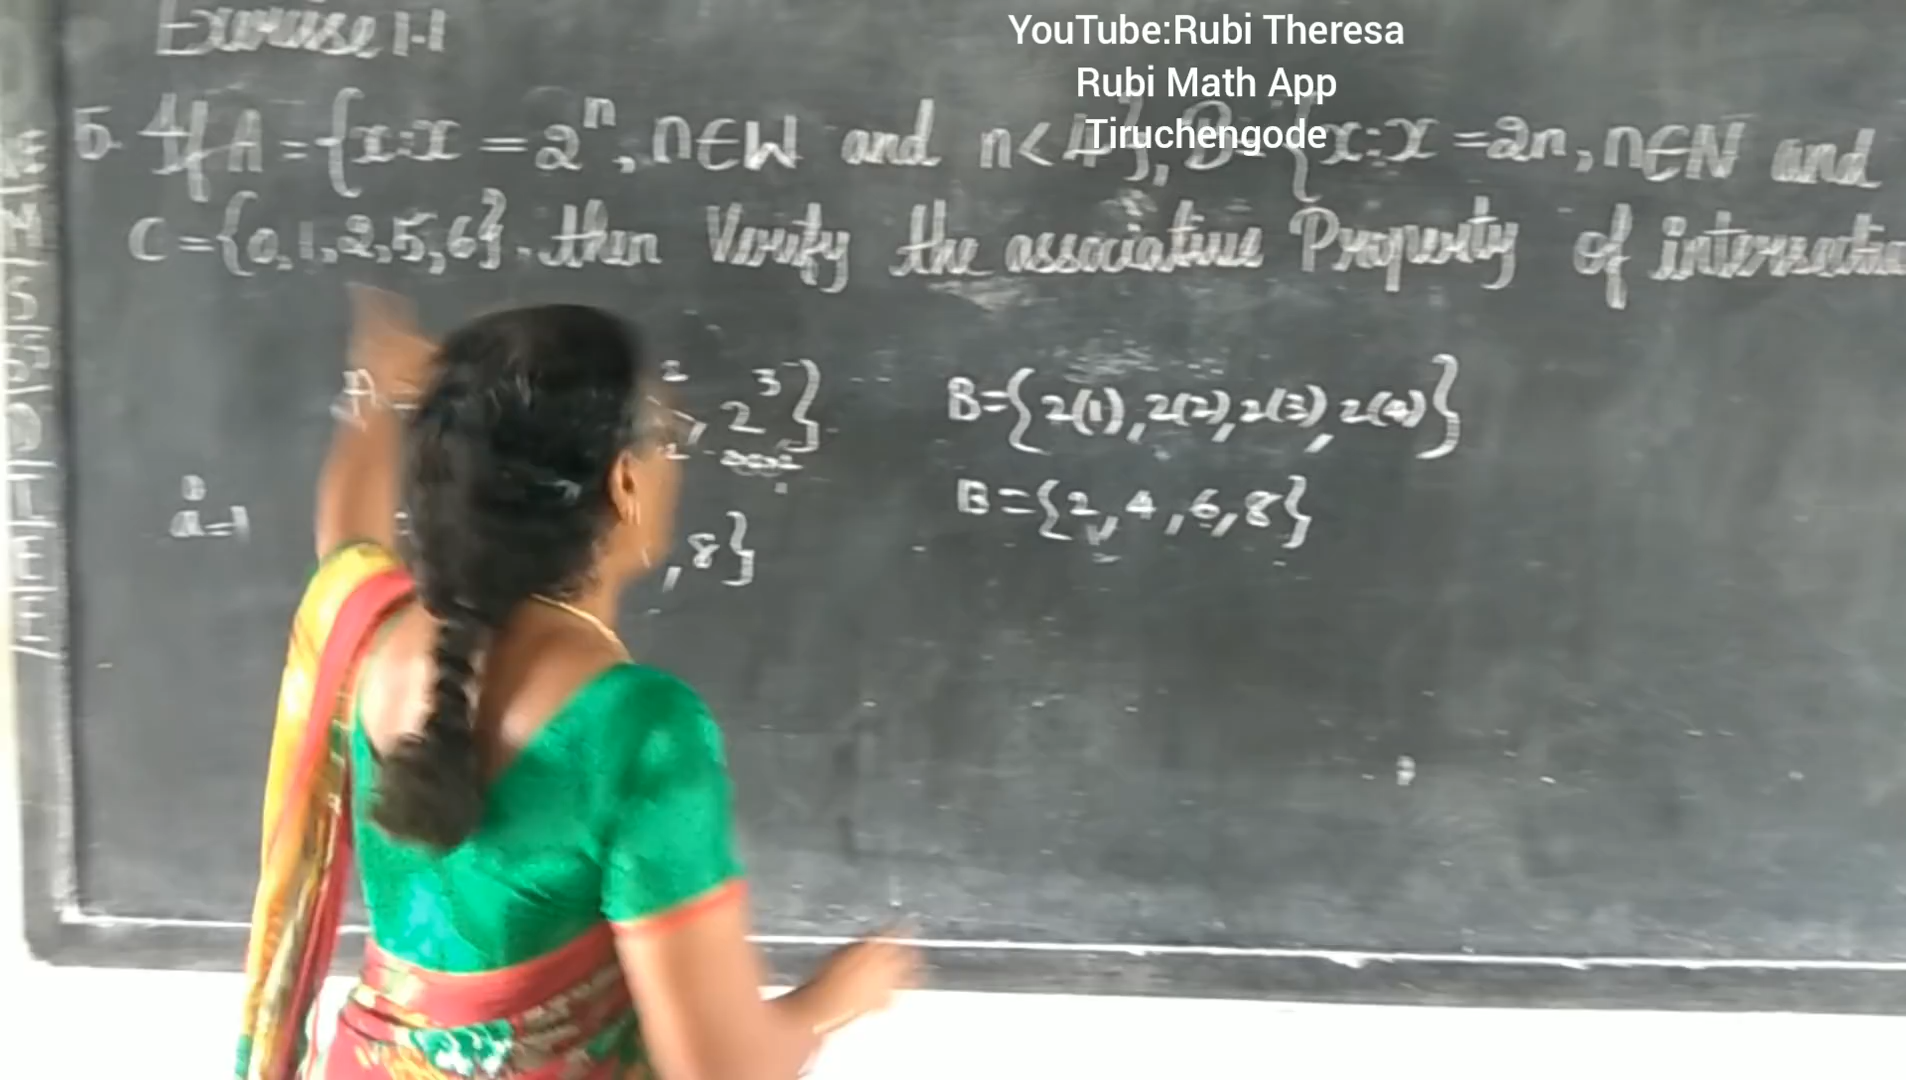 YouTube:Rubi Theresa
Rubi Math App
Tiruchengode
Exercise 1.1
5. If A = {x:x = 2ⁿ, n∈W and n<4}, B={x:x =2n, n∈N and
C = {0,1,2,5,6}. then Verify the associative Property of intersectio
A = 2, 2³}
B={2(1), 2(2), 2(3), 2(4)}
a⁰=1
, 8}
B = {2, 4, 6, 8}